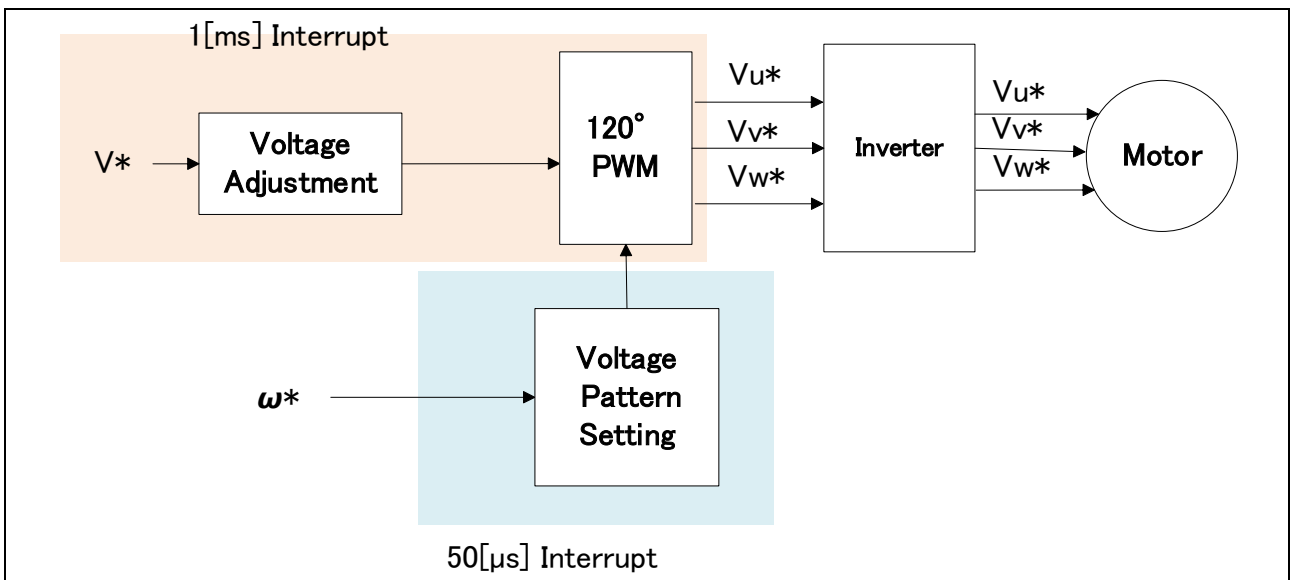 1[ms] Interrupt
V*
Voltage
Adjustment
120°
PWM
Vu*
Vv*
Vw*
Inverter
Vu*
Vv*
Vw*
Motor
ω*
Voltage
Pattern
Setting
50[μs] Interrupt